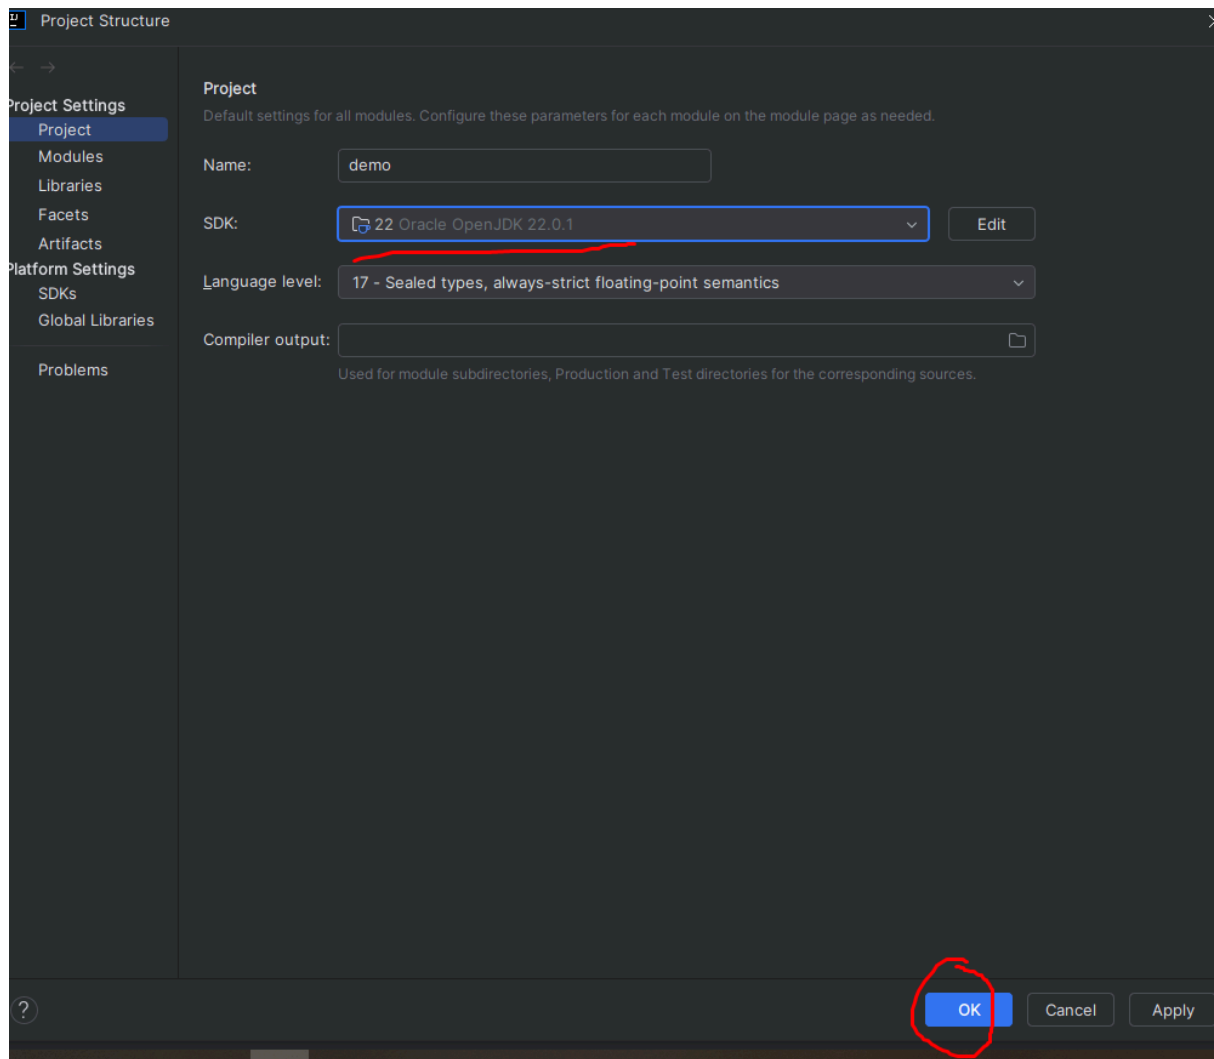 Project Structure
Project Settings
Project
Modules
Libraries
Facets
Artifacts
Platform Settings
SDKs
Global Libraries
Problems
Project
Default settings for all modules. Configure these parameters for each module on the module page as needed.
Name: demo
SDK: 22 Oracle OpenJDK 22.0.1 Edit
Language level: 17 - Sealed types, always-strict floating-point semantics
Compiler output:
Used for module subdirectories, Production and Test directories for the corresponding sources.
? OK Cancel Apply